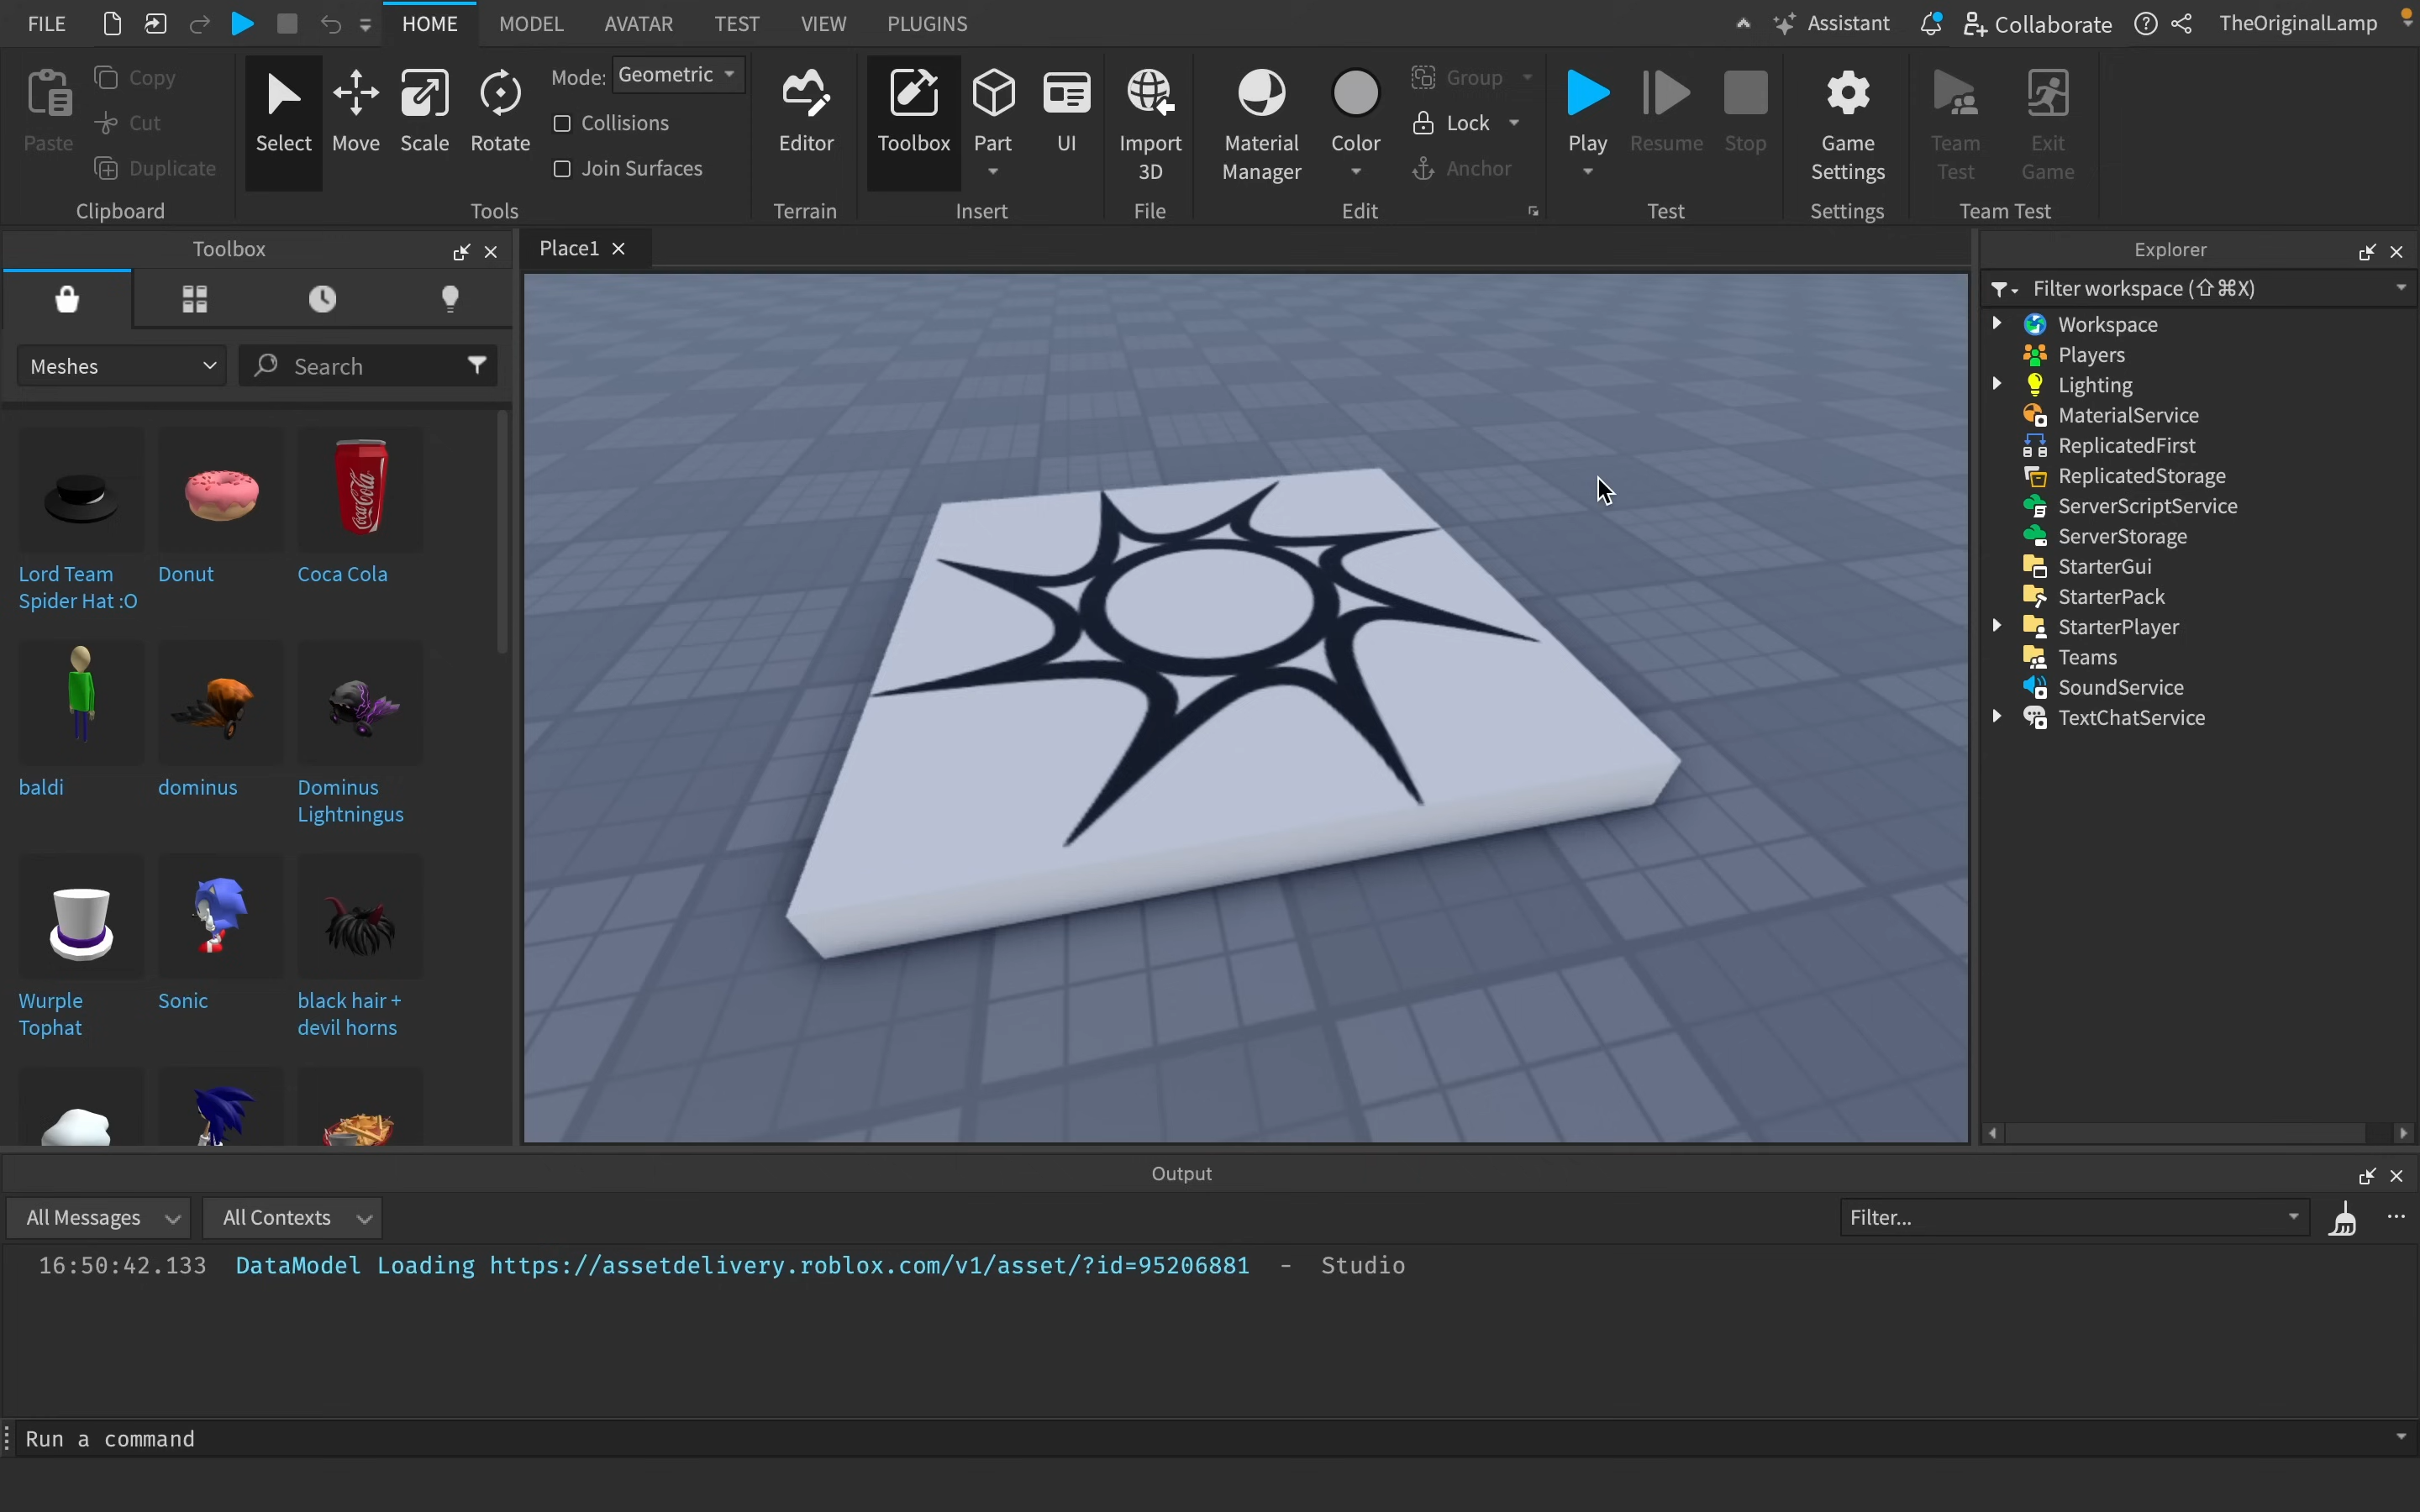 FILE
HOME
MODEL
AVATAR
TEST
VIEW
PLUGINS
Assistant
Collaborate
TheOriginalLamp
Paste
Copy
Cut
Duplicate
Clipboard
Select
Move
Scale
Rotate
Mode: Geometric
Collisions
Join Surfaces
Tools
Editor
Terrain
Toolbox
Part
UI
Insert
Import
3D
File
Material
Manager
Color
Group
Lock
Anchor
Edit
Play
Resume
Stop
Test
Game
Settings
Settings
Team
Test
Exit
Game
Team Test
Toolbox
Meshes
Search
Lord Team
Spider Hat :O
Donut
Coca Cola
baldi
dominus
Dominus
Lightningus
Wurple
Tophat
Sonic
black hair +
devil horns
Place1
Explorer
Filter workspace (⇧⌘X)
Workspace
Players
Lighting
MaterialService
ReplicatedFirst
ReplicatedStorage
ServerScriptService
ServerStorage
StarterGui
StarterPack
StarterPlayer
Teams
SoundService
TextChatService
Output
All Messages
All Contexts
Filter...
16:50:42.133 DataModel Loading https://assetdelivery.roblox.com/v1/asset/?id=95206881 - Studio
Run a command